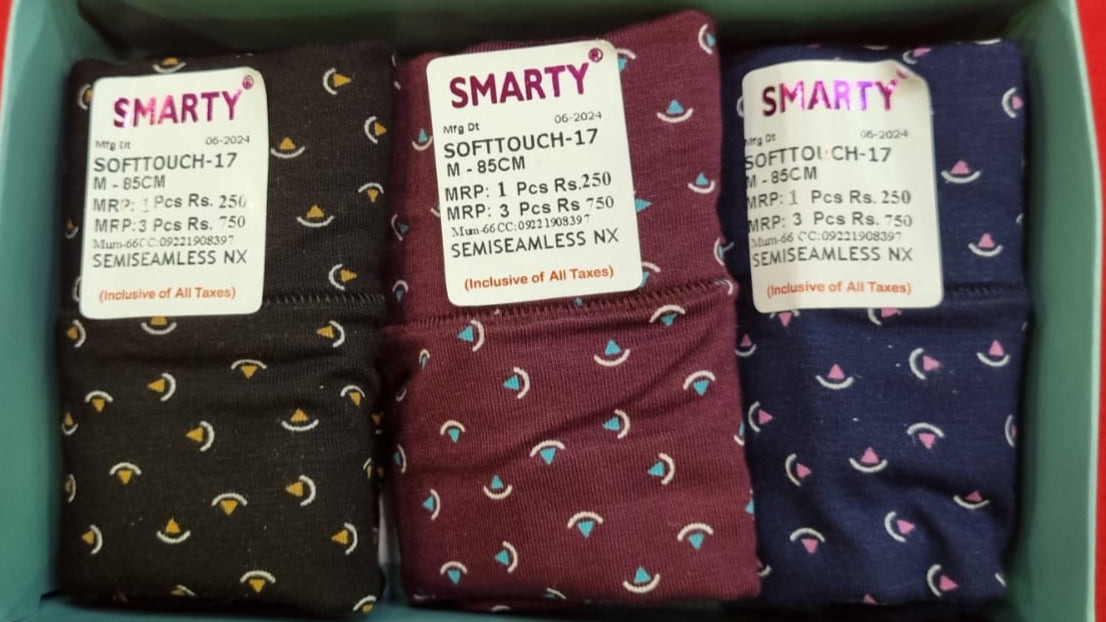 SMARTY®
Mfg Dt 06-2024
SOFTTOUCH-17
M - 85CM
MRP: 1 Pcs Rs. 250
MRP:3 Pcs Rs. 750
Mum-66CC:09221908397
SEMISEAMLESS NX
(Inclusive of All Taxes)
SMARTY®
Mfg Dt 06-2024
SOFTTOUCH-17
M - 85CM
MRP: 1 Pcs Rs.250
MRP: 3 Pcs Rs 750
Mum-66CC:09221908397
SEMISEAMLESS NX
(Inclusive of All Taxes)
SMARTY
Mfg Dt 06-2024
SOFTTOUCH-17
M - 85CM
MRP: 1 Pcs Rs. 250
MRP: 3 Pcs Rs. 750
Mum-66 CC:09221908397
SEMISEAMLESS NX
(Inclusive of All Taxes)